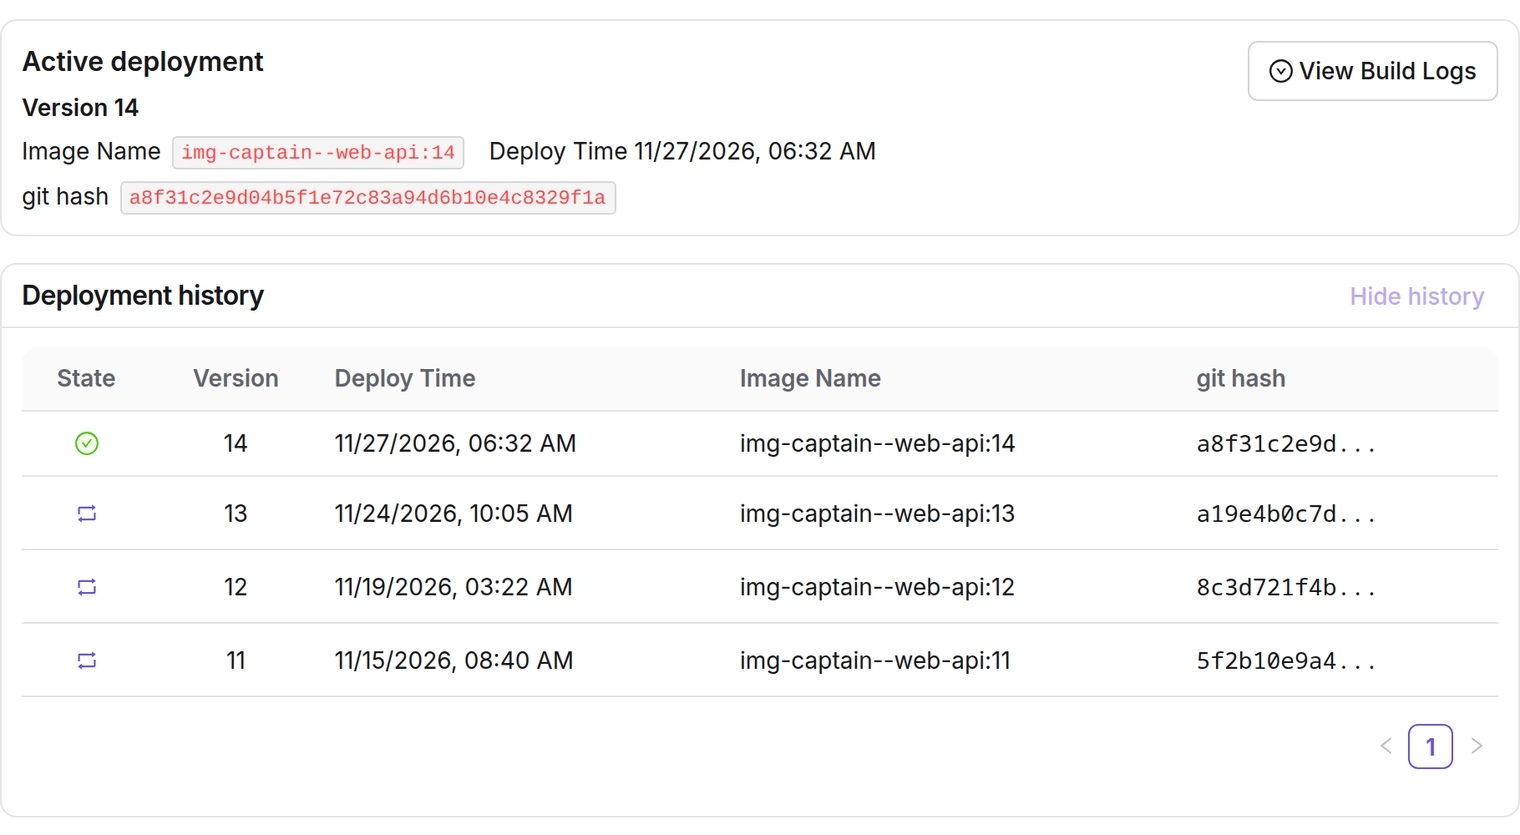 Active deployment
View Build Logs
Version 14
Image Name img-captain--web-api:14 Deploy Time 11/27/2026, 06:32 AM
git hash a8f31c2e9d04b5f1e72c83a94d6b10e4c8329f1a
Deployment history
Hide history
State Version Deploy Time Image Name git hash
14 11/27/2026, 06:32 AM img-captain--web-api:14 a8f31c2e9d...
13 11/24/2026, 10:05 AM img-captain--web-api:13 a19e4b0c7d...
12 11/19/2026, 03:22 AM img-captain--web-api:12 8c3d721f4b...
11 11/15/2026, 08:40 AM img-captain--web-api:11 5f2b10e9a4...
1